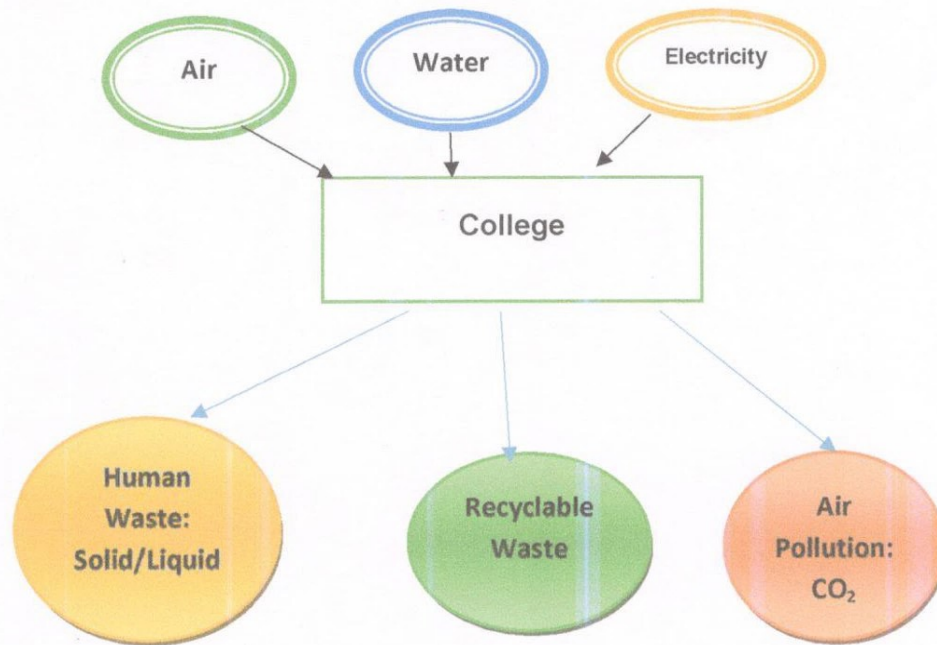 Air
Water
Electricity
College
Human
Waste:
Solid/Liquid
Recyclable
Waste
Air
Pollution:
CO₂